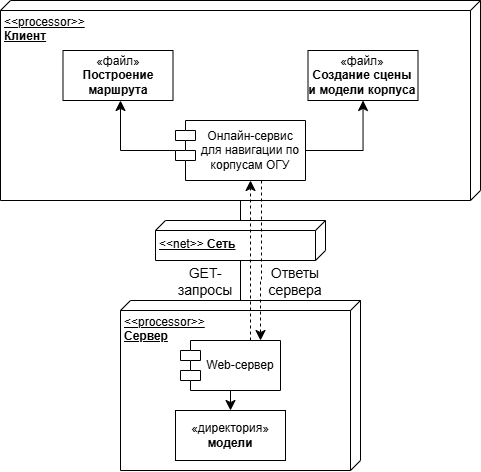 <<processor>>
Клиент
«файл»
Построение
маршрута
«файл»
Создание сцены
и модели корпуса
Онлайн-сервис
для навигации по
корпусам ОГУ
<<net>> Сеть
GET-
запросы
Ответы
сервера
<<processor>>
Сервер
Web-сервер
«директория»
модели